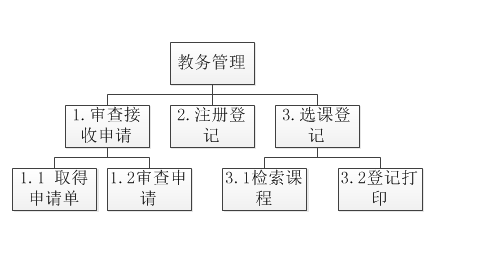 教务管理
1.审查接
收申请
2.注册登
记
3.选课登
记
1.1 取得
申请单
1.2审查申
请
3.1检索课
程
3.2登记打
印